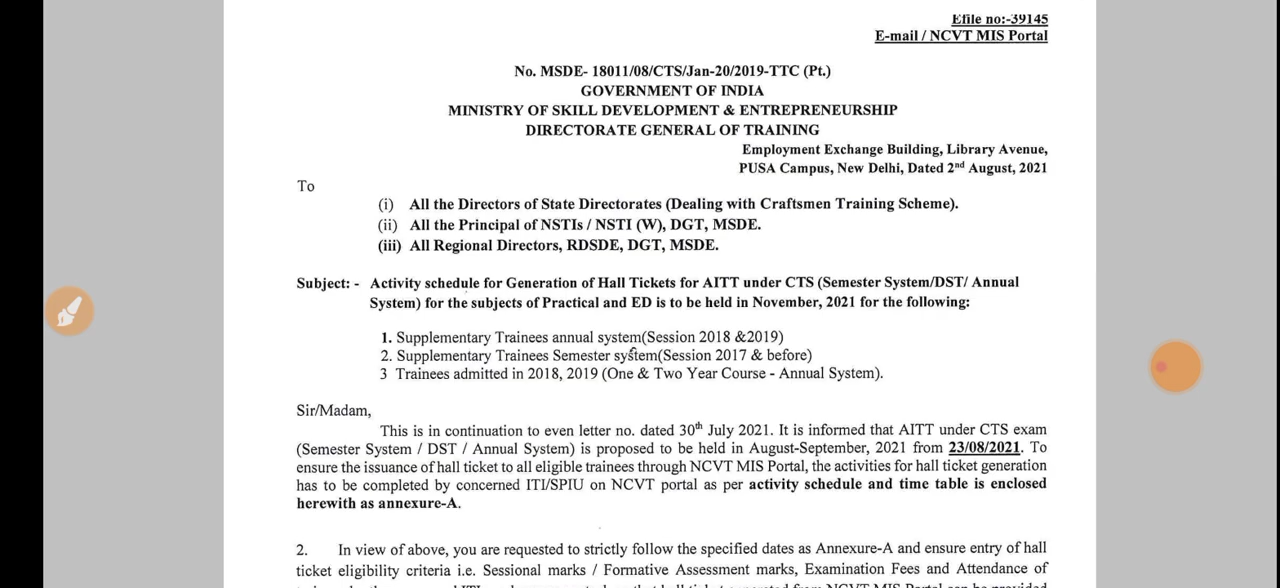 Efile no:-39145
E-mail / NCVT MIS Portal
No. MSDE- 18011/08/CTS/Jan-20/2019-TTC (Pt.)
GOVERNMENT OF INDIA
MINISTRY OF SKILL DEVELOPMENT & ENTREPRENEURSHIP
DIRECTORATE GENERAL OF TRAINING
Employment Exchange Building, Library Avenue,
PUSA Campus, New Delhi, Dated 2nd August, 2021
To
(i) All the Directors of State Directorates (Dealing with Craftsmen Training Scheme).
(ii) All the Principal of NSTIs / NSTI (W), DGT, MSDE.
(iii) All Regional Directors, RDSDE, DGT, MSDE.
Subject: - Activity schedule for Generation of Hall Tickets for AITT under CTS (Semester System/DST/ Annual
System) for the subjects of Practical and ED is to be held in November, 2021 for the following:
1. Supplementary Trainees annual system(Session 2018 &2019)
2. Supplementary Trainees Semester system(Session 2017 & before)
3 Trainees admitted in 2018, 2019 (One & Two Year Course - Annual System).
Sir/Madam,
This is in continuation to even letter no. dated 30th July 2021. It is informed that AITT under CTS exam
(Semester System / DST / Annual System) is proposed to be held in August-September, 2021 from 23/08/2021. To
ensure the issuance of hall ticket to all eligible trainees through NCVT MIS Portal, the activities for hall ticket generation
has to be completed by concerned ITI/SPIU on NCVT portal as per activity schedule and time table is enclosed
herewith as annexure-A.
2. In view of above, you are requested to strictly follow the specified dates as Annexure-A and ensure entry of hall
ticket eligibility criteria i.e. Sessional marks / Formative Assessment marks, Examination Fees and Attendance of